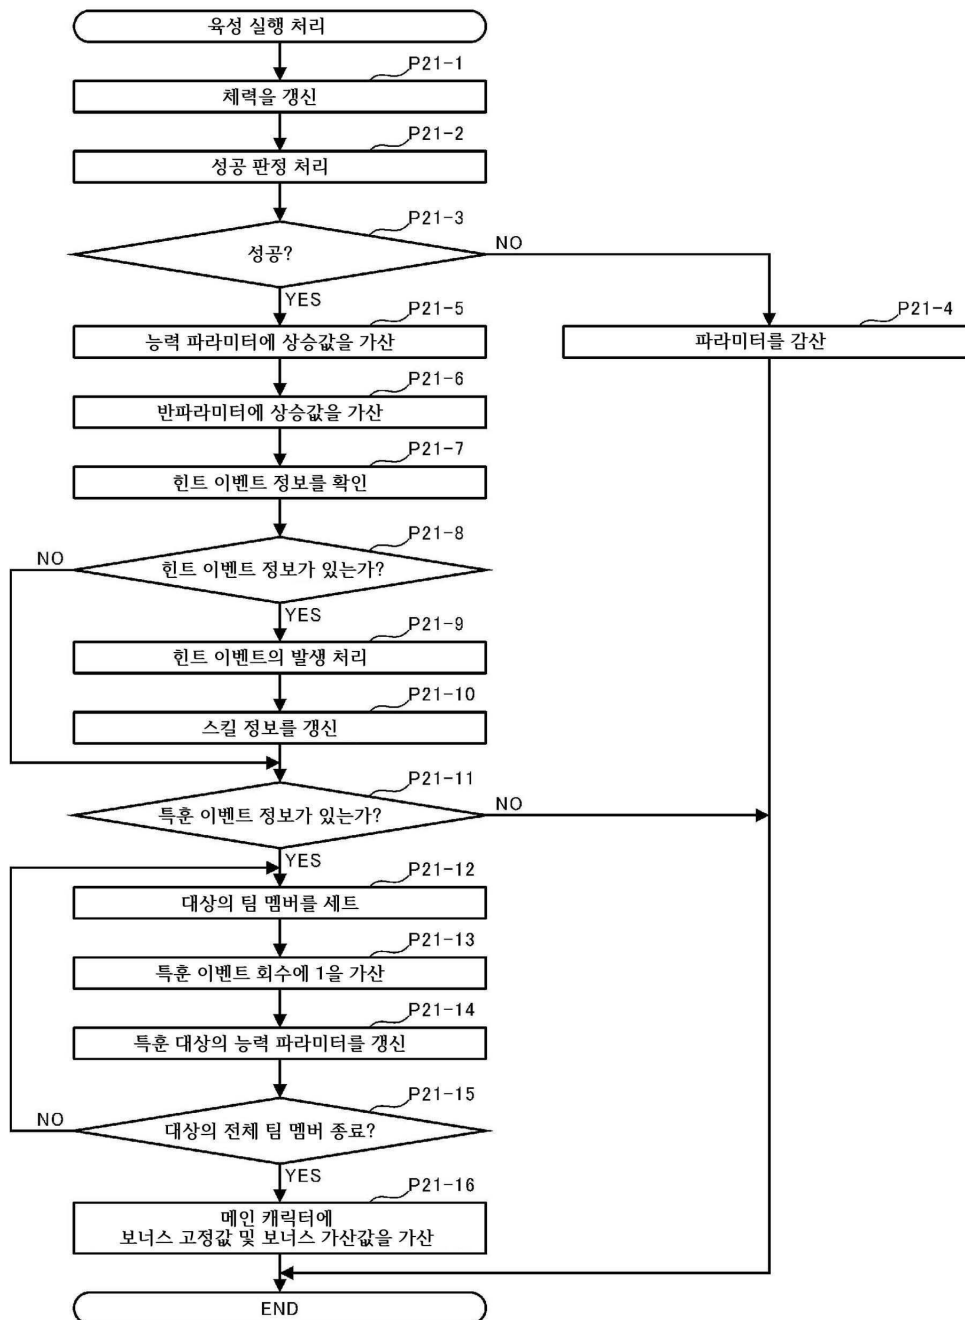 육성 실행 처리
P21-1
체력을 갱신
P21-2
성공 판정 처리
P21-3
성공?
NO
YES
P21-5
능력 파라미터에 상승값을 가산
P21-4
파라미터를 감산
P21-6
반파라미터에 상승값을 가산
P21-7
힌트 이벤트 정보를 확인
P21-8
NO
힌트 이벤트 정보가 있는가?
YES
P21-9
힌트 이벤트의 발생 처리
P21-10
스킬 정보를 갱신
P21-11
특훈 이벤트 정보가 있는가?
NO
YES
P21-12
대상의 팀 멤버를 세트
P21-13
특훈 이벤트 회수에 1을 가산
P21-14
특훈 대상의 능력 파라미터를 갱신
P21-15
NO
대상의 전체 팀 멤버 종료?
YES
P21-16
메인 캐릭터에
보너스 고정값 및 보너스 가산값을 가산
END